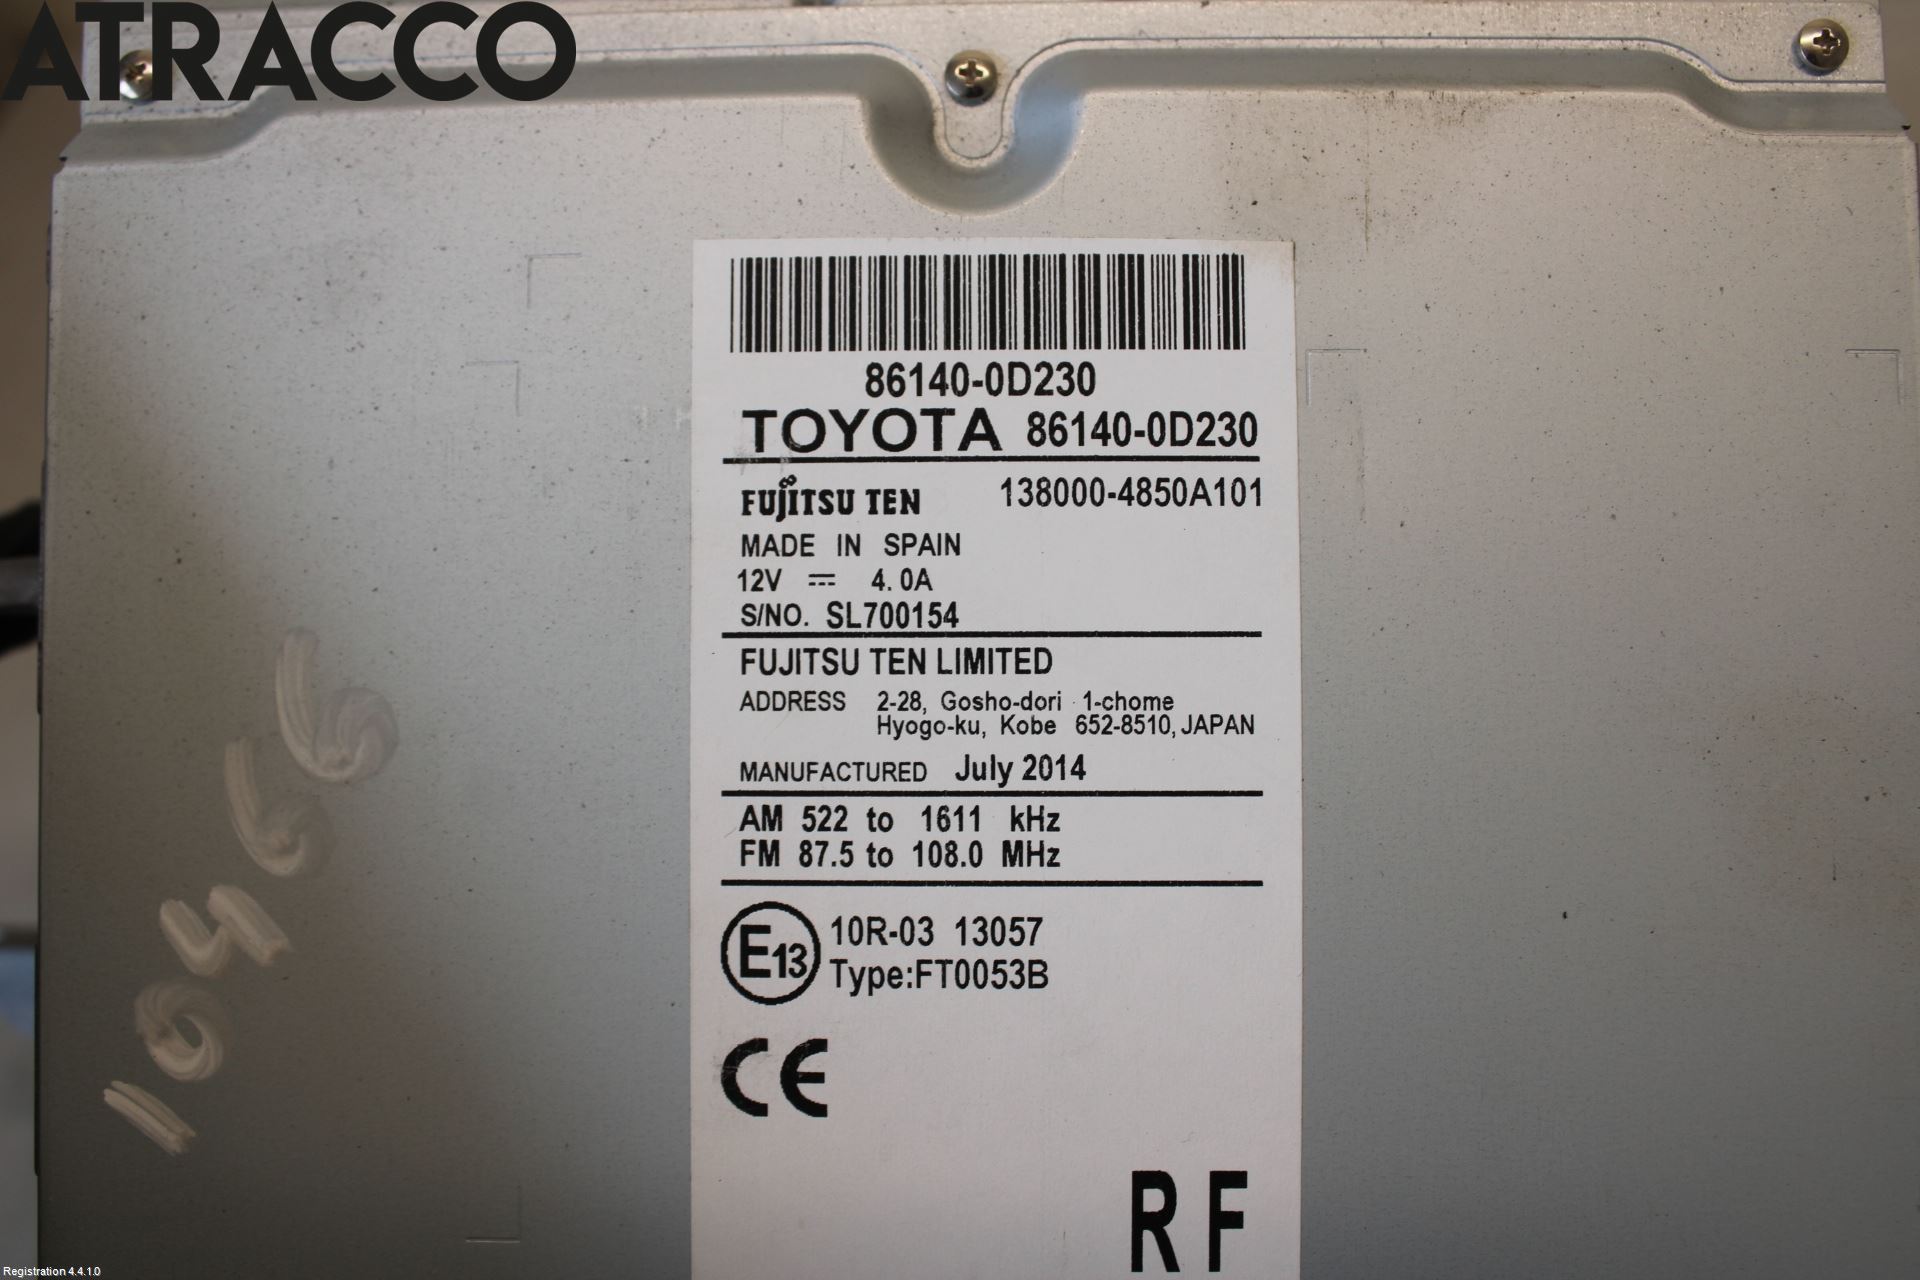 ATRACCO
86140-0D230
TOYOTA 86140-0D230
FUJITSU TEN 138000-4850A101
MADE IN SPAIN
12V 4.0A
S/NO. SL700154
FUJITSU TEN LIMITED
ADDRESS 2-28, Gosho-dori 1-chome
Hyogo-ku, Kobe 652-8510, JAPAN
MANUFACTURED July 2014
AM 522 to 1611 kHz
FM 87.5 to 108.0 MHz
E13 10R-03 13057
Type:FT0053B
CE
RF
10466
Registration 4.4.1.0